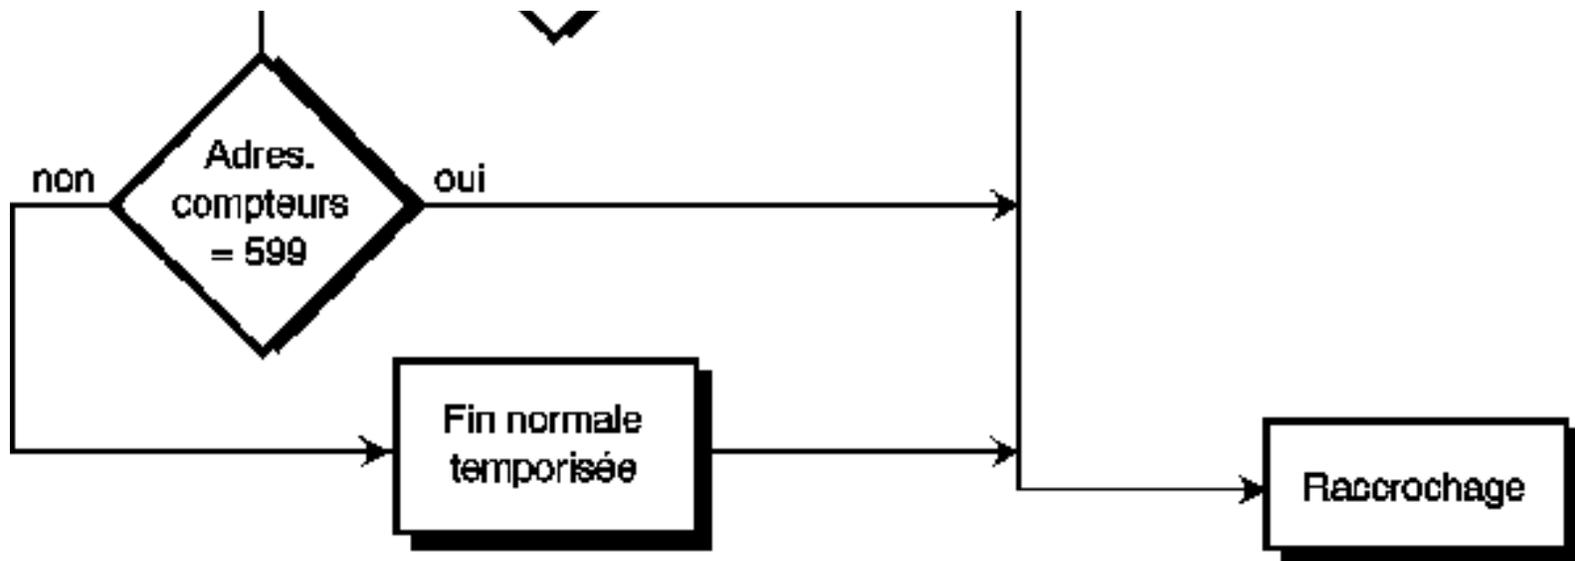 Adres.
non
oui
compteurs
= 599
Fin normale
temporisée
Raccrochage